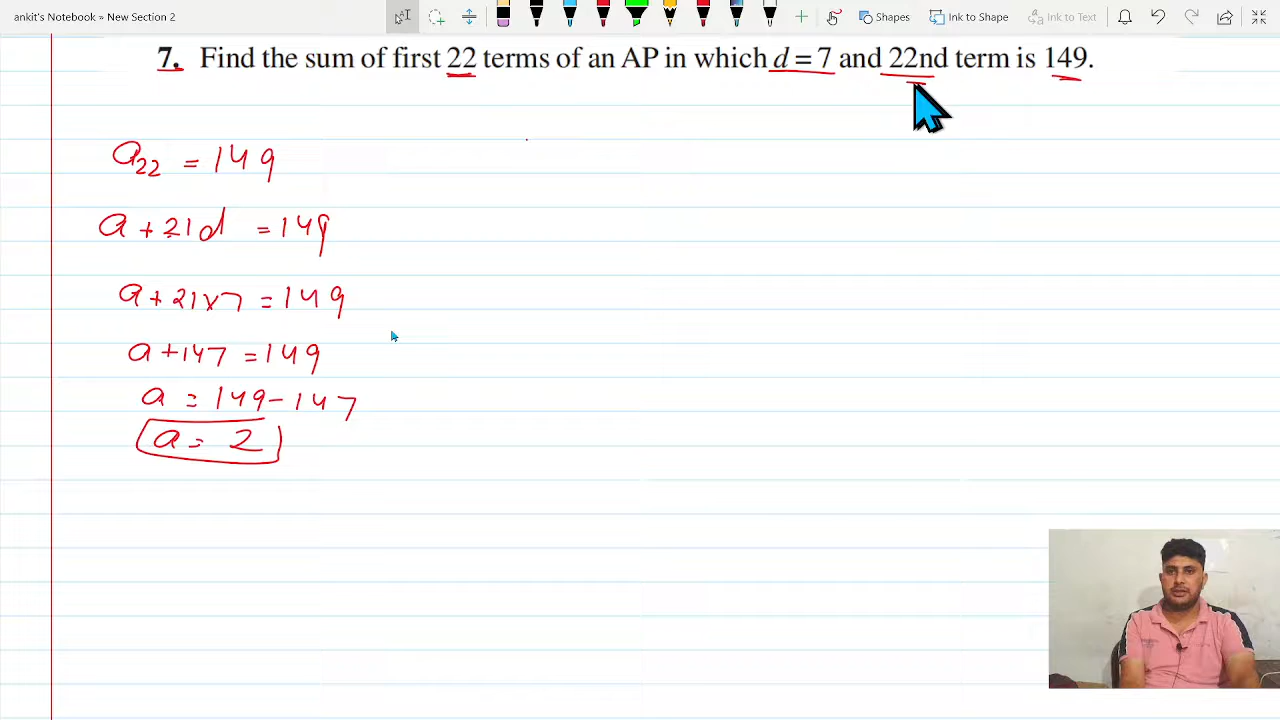 ankit's Notebook » New Section 2
Shapes Ink to Shape Ink to Text
7. Find the sum of first 22 terms of an AP in which d = 7 and 22nd term is 149.
a22 = 149
a + 21d = 149
a + 21x7 = 149
a + 147 = 149
a = 149 - 147
a = 2